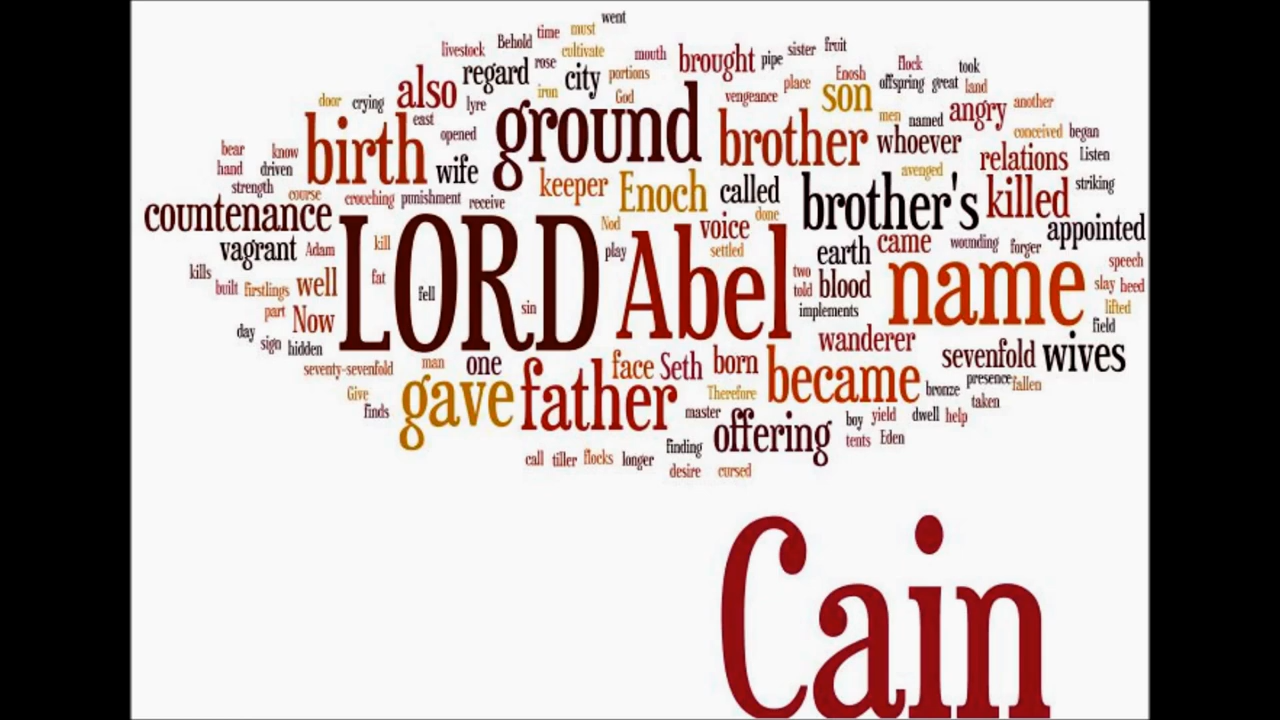 went
livestock Behold time must
cultivate mouth brought pipe sister fruit
also regard rose city portions Enosh flock took
door crying lyre iron God vengeance place son offspring great land
east opened ground men named angry another
birth brother whoever conceived began
bear know wife avenged relations Listen
hand driven keeper Enoch called brother's killed striking
strength course crouching punishment receive
countenance LORD Nod voice done appointed
vagrant Adam kill play settled earth came wounding forger
kills fat Abel two blood name speech
built firstlings well fell told slay heed
part Now sin implements lifted
day sign hidden wanderer field
seventy-sevenfold man one face Seth born sevenfold wives
Give gave father Therefore became bronze presence fallen
finds master taken
offering boy yield dwell help
finding tents Eden
call tiller flocks longer
desire cursed
Cain